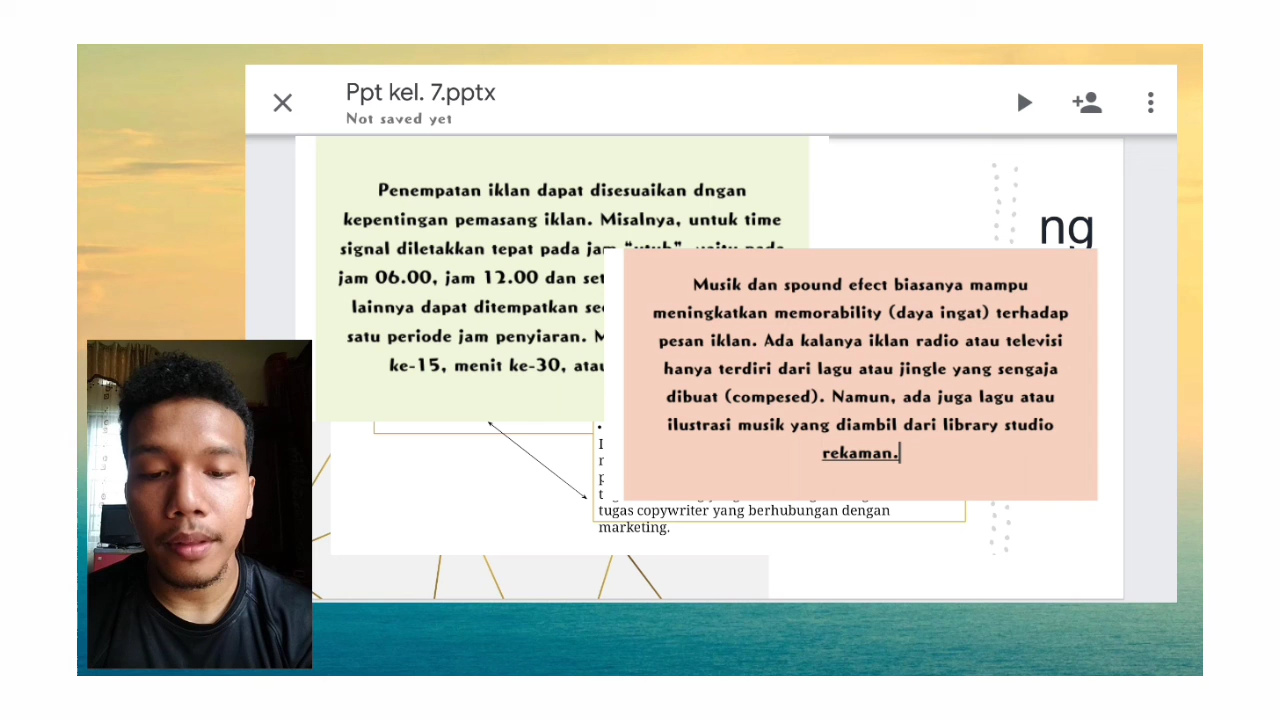 Ppt kel. 7.pptx
Not saved yet
Penempatan iklan dapat disesuaikan dngan
kepentingan pemasang iklan. Misalnya, untuk time
signal diletakkan tepat pada jam "utuh", yaitu pada
jam 06.00, jam 12.00 dan
lainnya dapat ditempatkan
satu periode jam penyiaran.
ke-15, menit ke-30, atau
ng
Musik dan spound efect biasanya mampu
meningkatkan memorability (daya ingat) terhadap
pesan iklan. Ada kalanya iklan radio atau televisi
hanya terdiri dari lagu atau jingle yang sengaja
dibuat (compesed). Namun, ada juga lagu atau
ilustrasi musik yang diambil dari library studio
rekaman.
tugas copywriter yang berhubungan dengan
marketing.